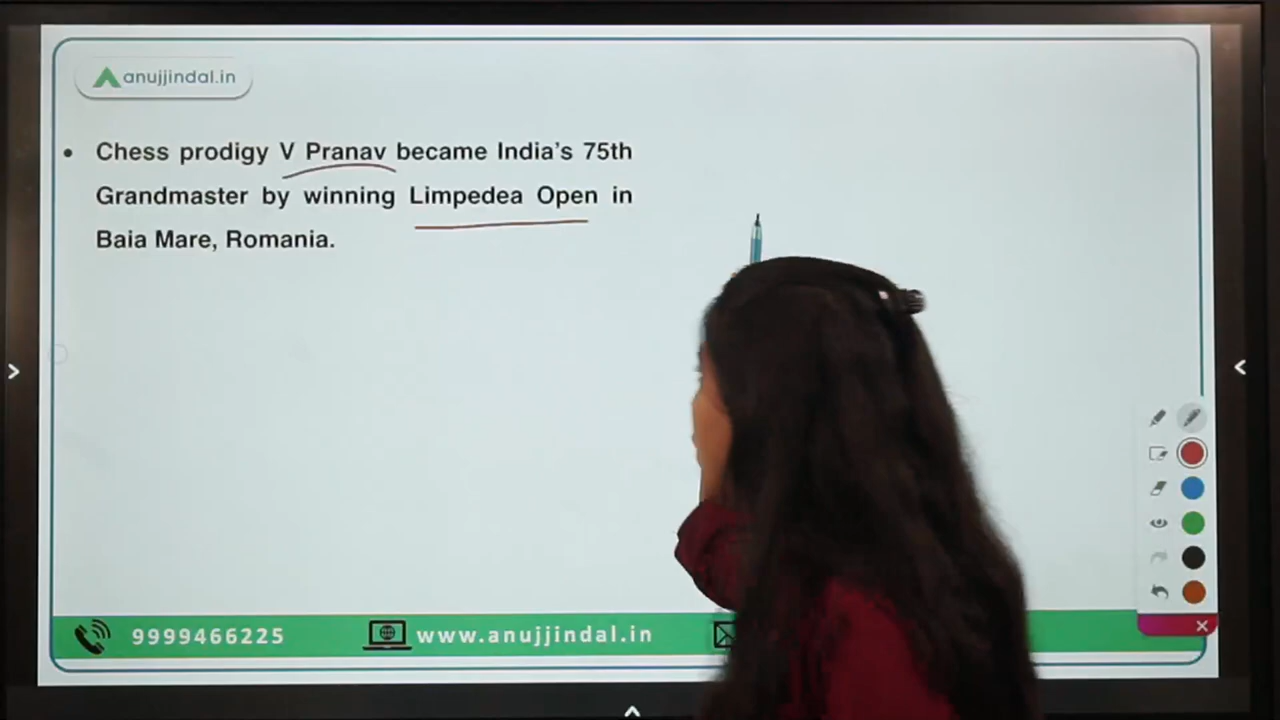 anujjindal.in
• Chess prodigy V Pranav became India's 75th
Grandmaster by winning Limpedea Open in
Baia Mare, Romania.
9999466225
www.anujjindal.in